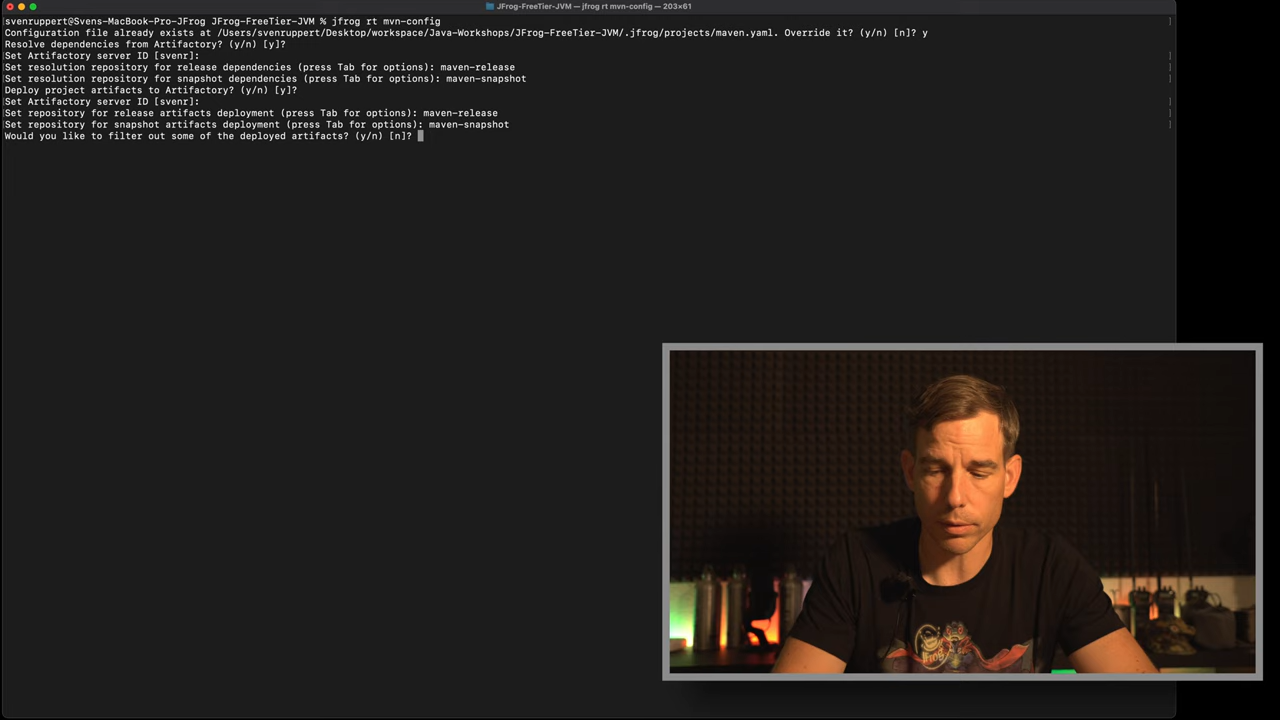 JFrog-FreeTier-JVM — jfrog rt mvn-config — 203×61
svenruppert@Svens-MacBook-Pro-JFrog JFrog-FreeTier-JVM % jfrog rt mvn-config
Configuration file already exists at /Users/svenruppert/Desktop/workspace/Java-Workshops/JFrog-FreeTier-JVM/.jfrog/projects/maven.yaml. Override it? (y/n) [n]? y
Resolve dependencies from Artifactory? (y/n) [y]?
Set Artifactory server ID [svenr]:
Set resolution repository for release dependencies (press Tab for options): maven-release
Set resolution repository for snapshot dependencies (press Tab for options): maven-snapshot
Deploy project artifacts to Artifactory? (y/n) [y]?
Set Artifactory server ID [svenr]:
Set repository for release artifacts deployment (press Tab for options): maven-release
Set repository for snapshot artifacts deployment (press Tab for options): maven-snapshot
Would you like to filter out some of the deployed artifacts? (y/n) [n]?